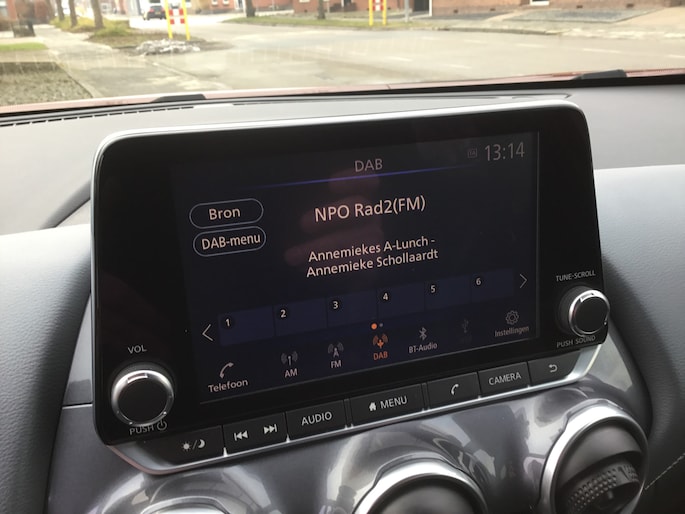 DAB
13:14
Bron
NPO Rad2(FM)
DAB-menu
Annemiekes A-Lunch -
Annemieke Schollaardt
1 2 3 4 5 6
Telefoon
AM
FM
DAB
BT-Audio
Instellingen
VOL
PUSH
TUNE-SCROLL
PUSH SOUND
AUDIO
MENU
CAMERA